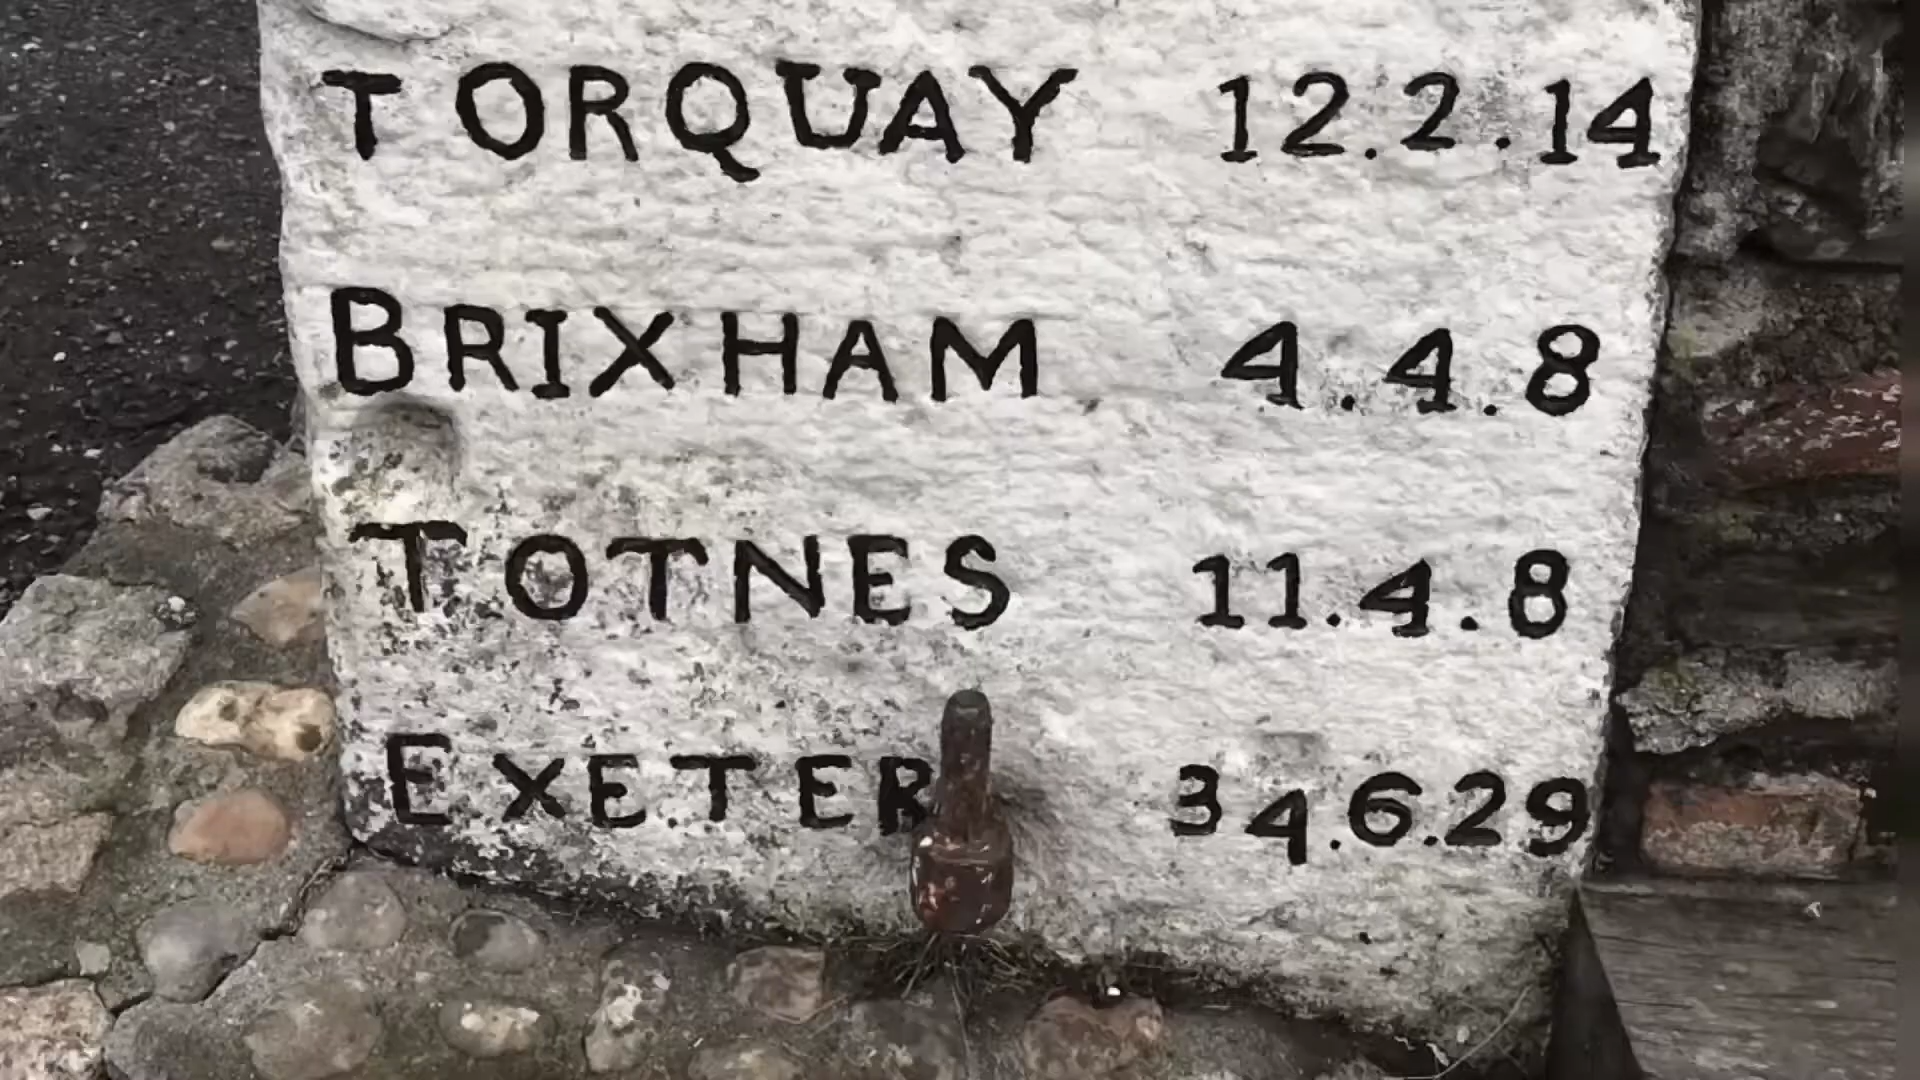 TORQUAY 12.2.14
BRIXHAM 4.4.8
TOTNES 11.4.8
EXETER 34.6.29